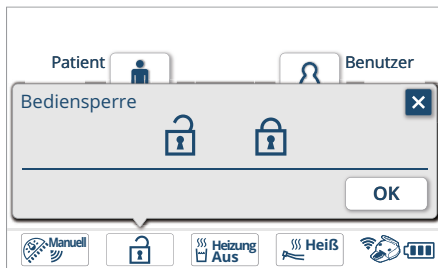 Patient
Benutzer
Bediensperre
OK
Manuell
Heizung
Aus
Heiß